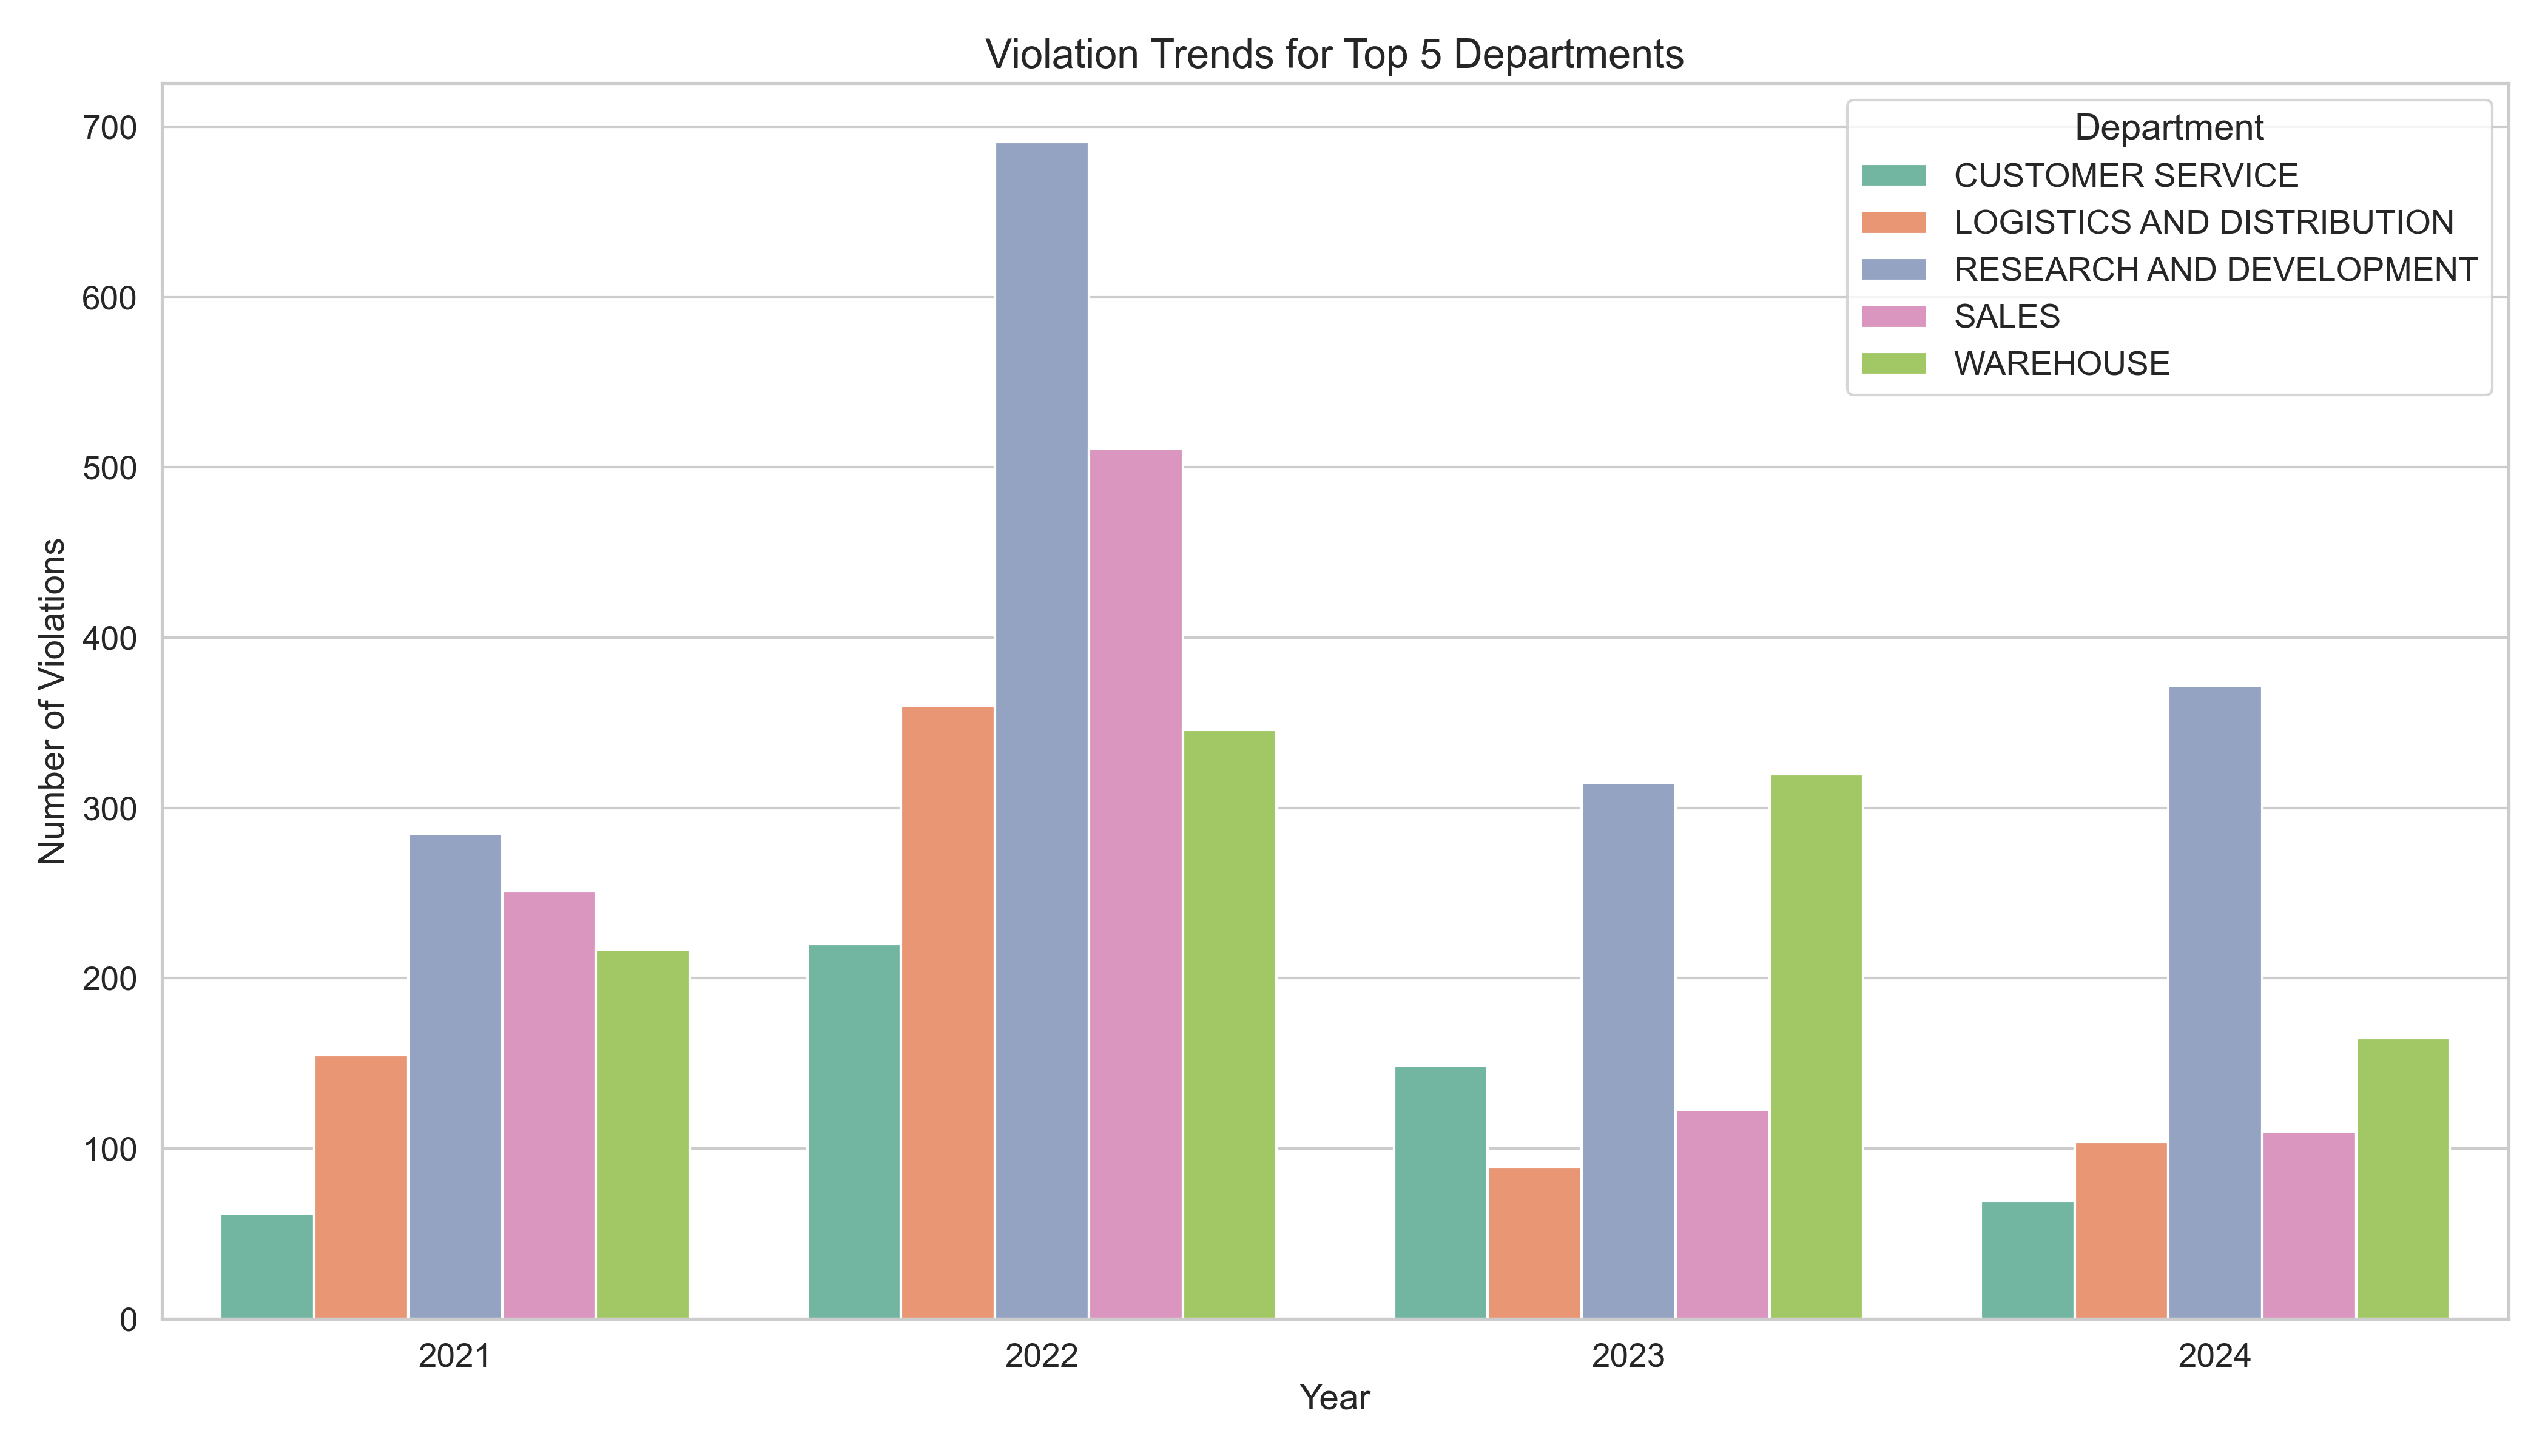 Violation Trends for Top 5 Departments
Number of Violations
700
600
500
400
300
200
100
0
Department
CUSTOMER SERVICE
LOGISTICS AND DISTRIBUTION
RESEARCH AND DEVELOPMENT
SALES
WAREHOUSE
2021 2022 2023 2024
Year